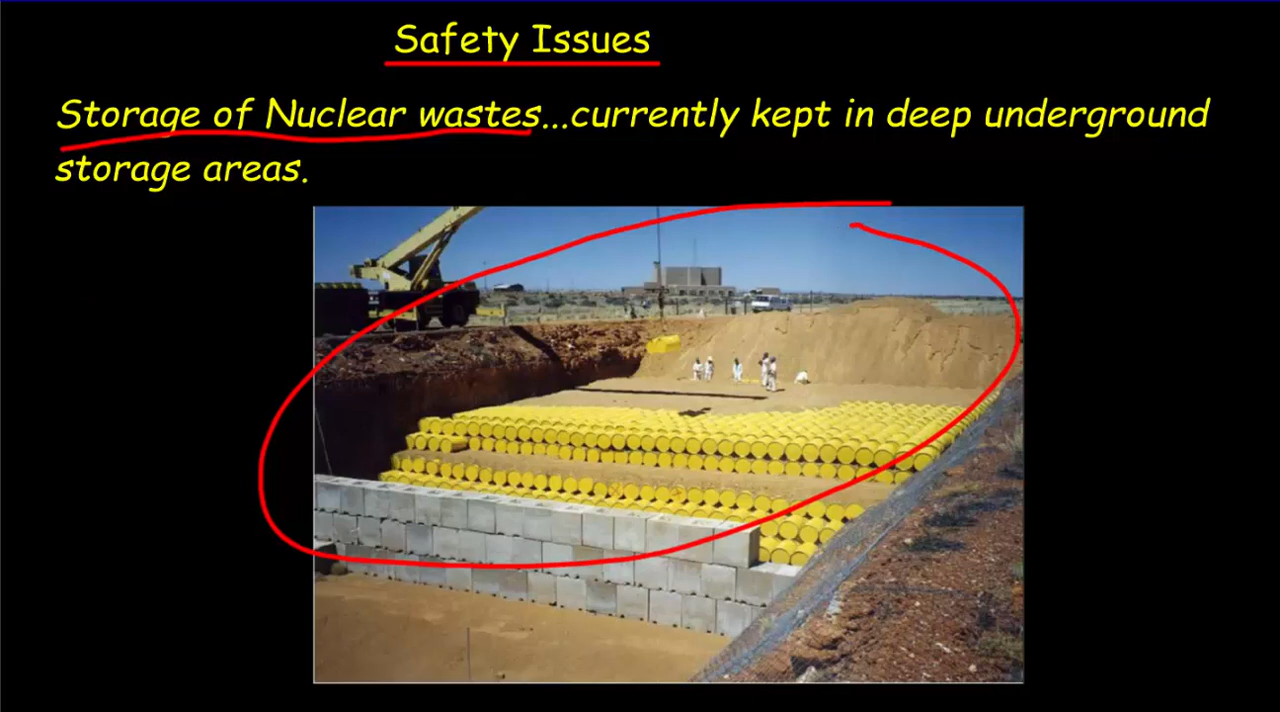 Safety Issues
Storage of Nuclear wastes...currently kept in deep underground
storage areas.